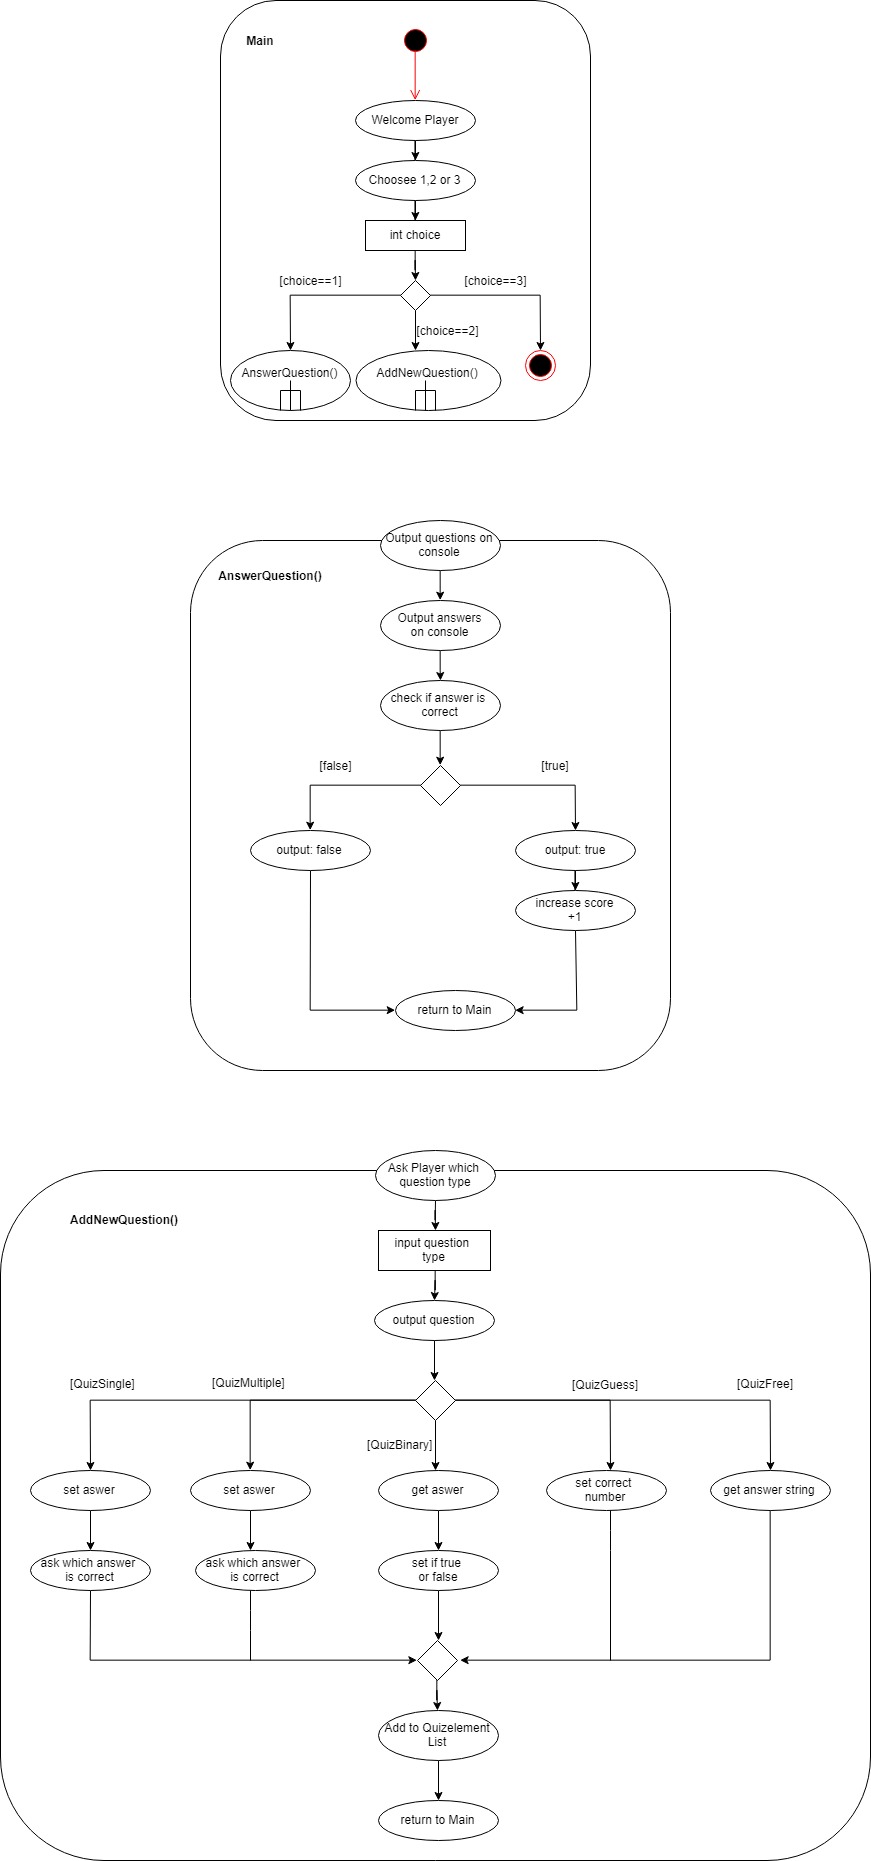 Main
Welcome Player
Choosee 1,2 or 3
int choice
[choice==1]
[choice==3]
[choice==2]
AnswerQuestion()
AddNewQuestion()
Output questions on
console
AnswerQuestion()
Output answers
on console
check if answer is
correct
[false]
[true]
output: false
output: true
increase score
+1
return to Main
Ask Player which
question type
AddNewQuestion()
input question
type
output question
[QuizSingle]
[QuizMultiple]
[QuizGuess]
[QuizFree]
[QuizBinary]
set aswer
set aswer
get aswer
set correct
number
get answer string
ask which answer
is correct
ask which answer
is correct
set if true
or false
Add to Quizelement
List
return to Main